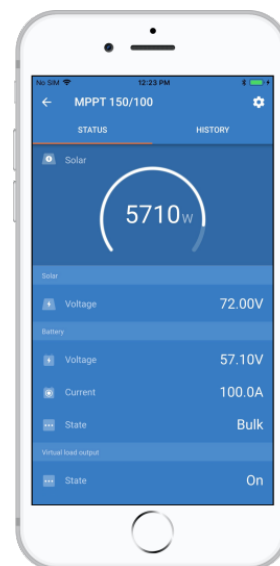 No SIM 12:23 PM
MPPT 150/100
STATUS HISTORY
Solar
5710W
Solar
Voltage 72.00V
Battery
Voltage 57.10V
Current 100.0A
State Bulk
Virtual load output
State On